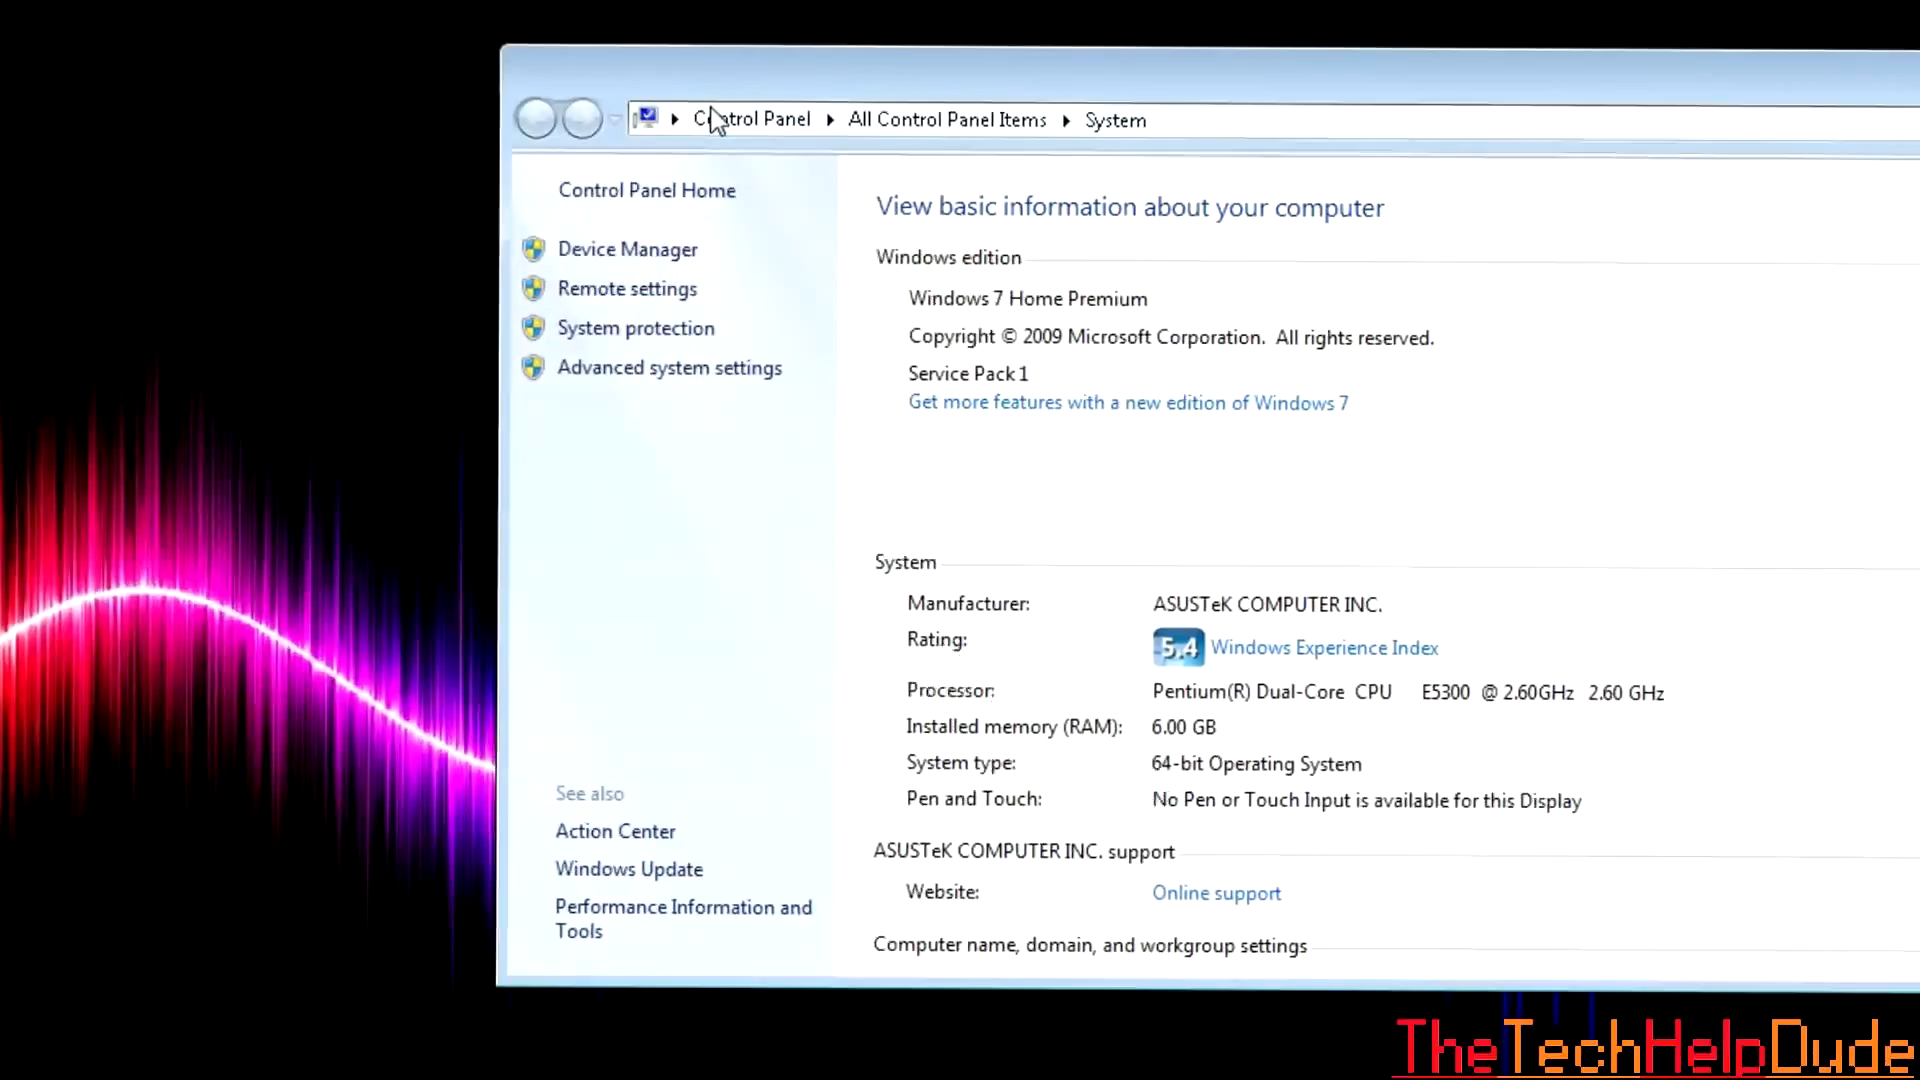 Control Panel ▸ All Control Panel Items ▸ System
Control Panel Home
Device Manager
Remote settings
System protection
Advanced system settings
See also
Action Center
Windows Update
Performance Information and
Tools
View basic information about your computer
Windows edition
Windows 7 Home Premium
Copyright © 2009 Microsoft Corporation. All rights reserved.
Service Pack 1
Get more features with a new edition of Windows 7
System
Manufacturer: ASUSTeK COMPUTER INC.
Rating: 5,4 Windows Experience Index
Processor: Pentium(R) Dual-Core CPU E5300 @ 2.60GHz 2.60 GHz
Installed memory (RAM): 6.00 GB
System type: 64-bit Operating System
Pen and Touch: No Pen or Touch Input is available for this Display
ASUSTeK COMPUTER INC. support
Website: Online support
Computer name, domain, and workgroup settings
TheTechHelpDude